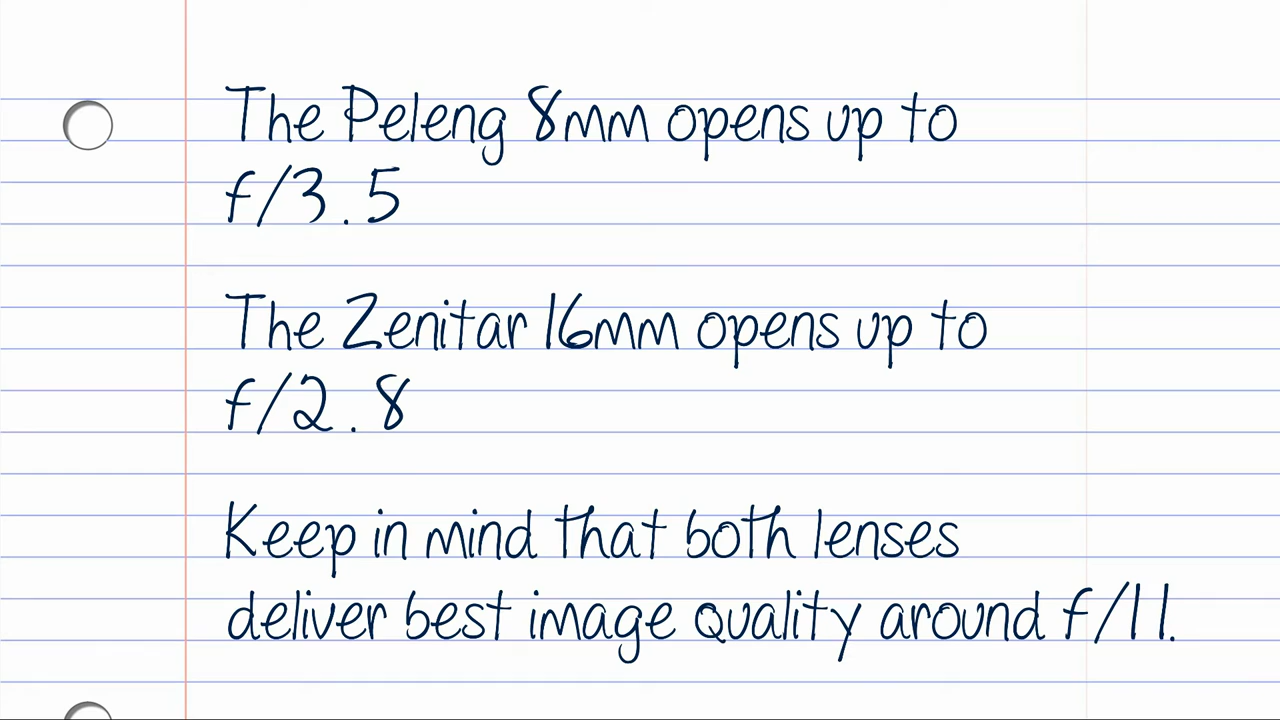 The Peleng 8mm opens up to
f/3.5
The Zenitar 16mm opens up to
f/2.8
Keep in mind that both lenses
deliver best image quality around f/11.